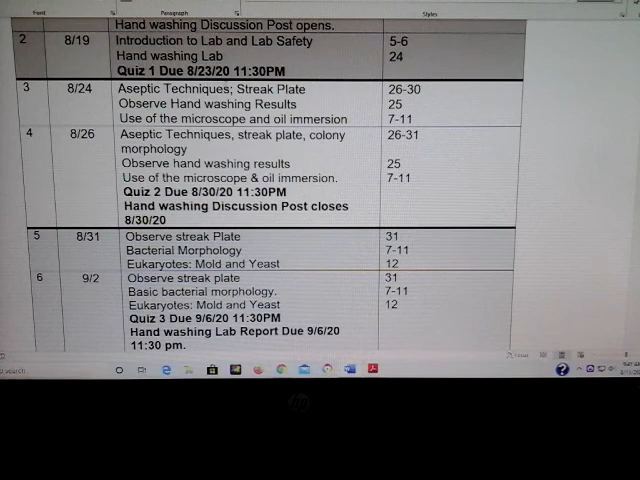 Font Paragraph Styles
Hand washing Discussion Post opens.
2 8/19 Introduction to Lab and Lab Safety 5-6
Hand washing Lab 24
Quiz 1 Due 8/23/20 11:30PM
3 8/24 Aseptic Techniques; Streak Plate 26-30
Observe Hand washing Results 25
Use of the microscope and oil immersion 7-11
4 8/26 Aseptic Techniques, streak plate, colony 26-31
morphology
Observe hand washing results 25
Use of the microscope & oil immersion. 7-11
Quiz 2 Due 8/30/20 11:30PM
Hand washing Discussion Post closes
8/30/20
5 8/31 Observe streak Plate 31
Bacterial Morphology 7-11
Eukaryotes: Mold and Yeast 12
6 9/2 Observe streak plate 31
Basic bacterial morphology. 7-11
Eukaryotes: Mold and Yeast 12
Quiz 3 Due 9/6/20 11:30PM
Hand washing Lab Report Due 9/6/20
11:30 pm.
search
hp